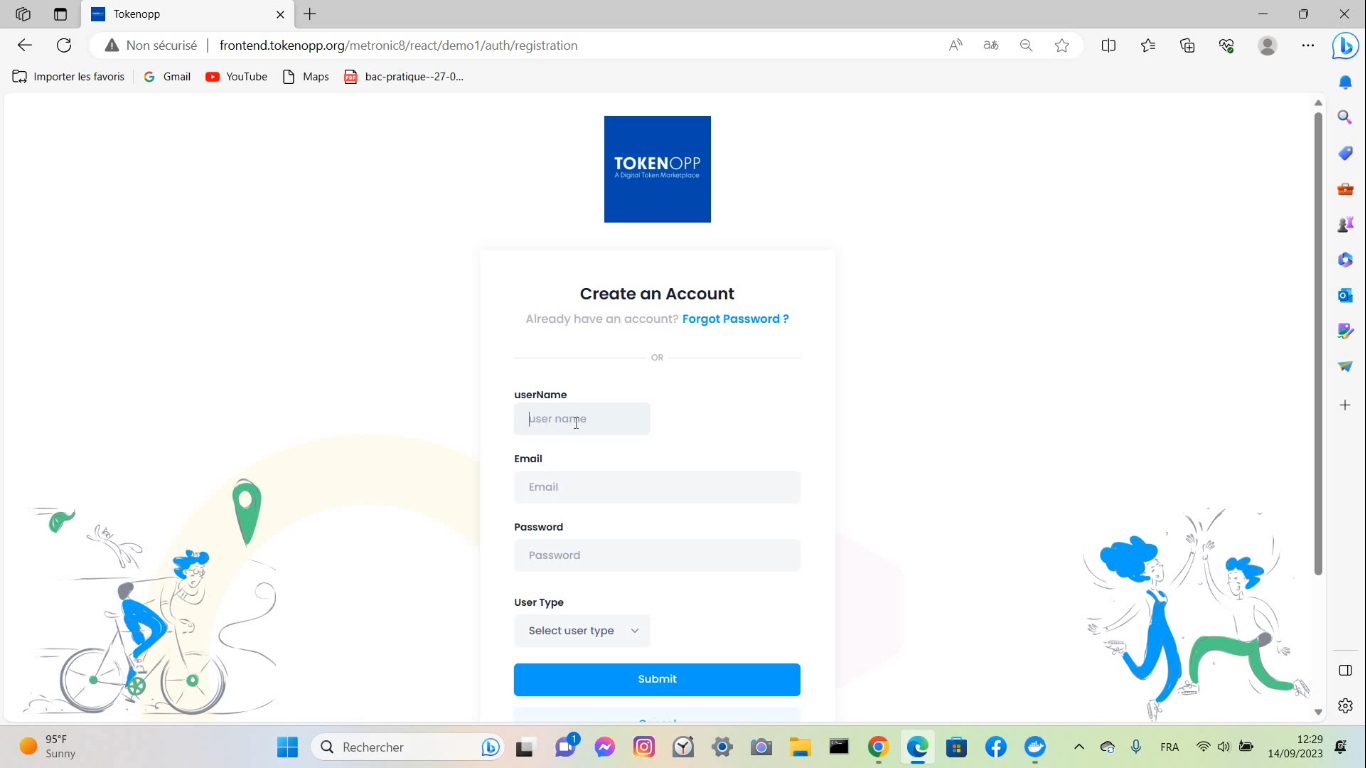 Tokenopp
Non sécurisé frontend.tokenopp.org/metronic8/react/demo1/auth/registration
Importer les favoris Gmail YouTube Maps bac-pratique--27-0...
TOKENOPP
A Digital Token Marketplace
Create an Account
Already have an account? Forgot Password ?
OR
userName
user name
Email
Email
Password
Password
User Type
Select user type
Submit
95°F
Sunny
Rechercher
1
FRA
12:29
14/09/2023